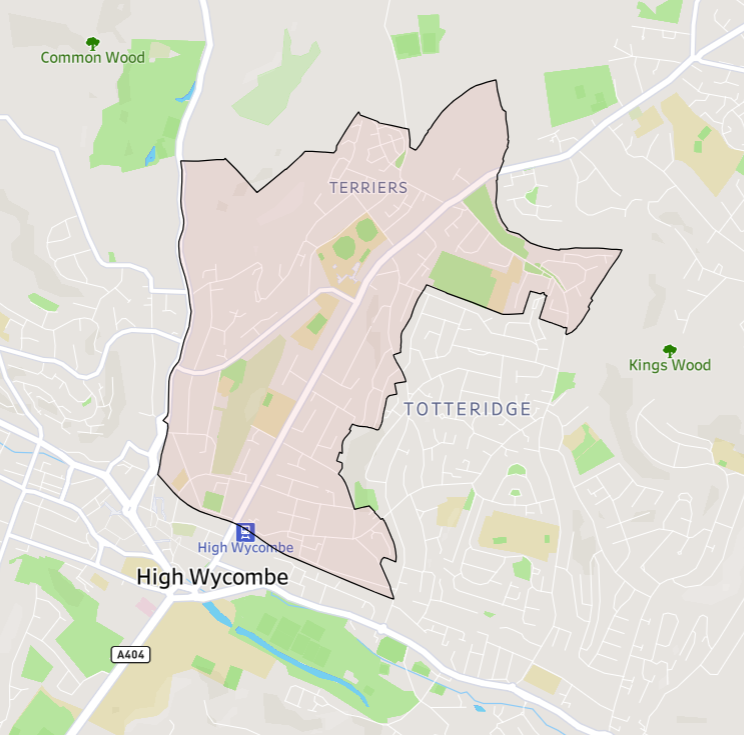 Common Wood
TERRIERS
Kings Wood
TOTTERIDGE
High Wycombe
High Wycombe
A404